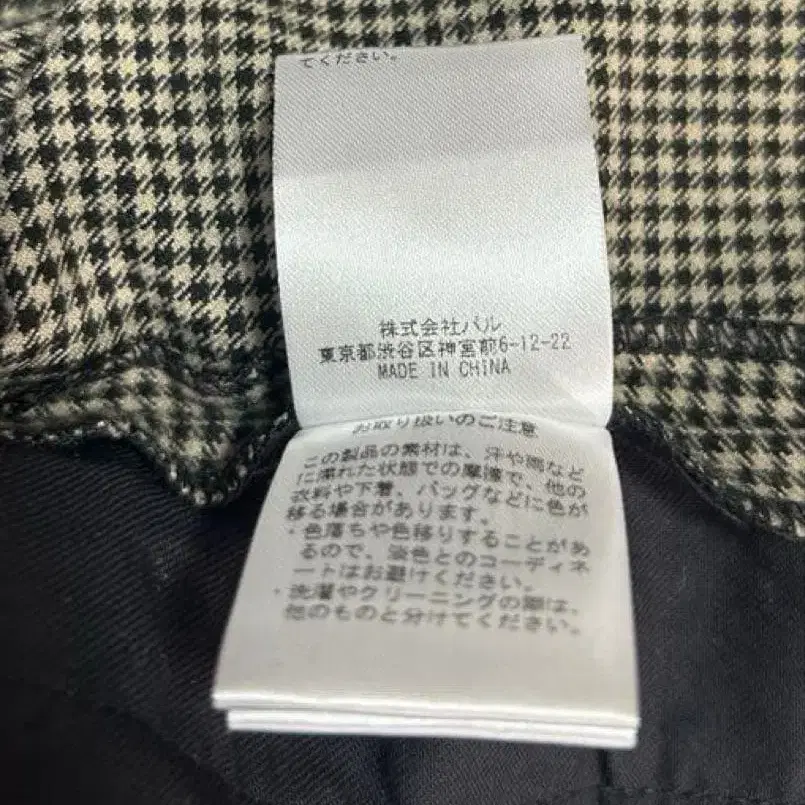 てください。
株式会社パル
東京都渋谷区神宮前6-12-22
MADE IN CHINA
お取り扱いのご注意
この製品の素材は、汗や雨など
に濡れた状態での摩擦で、他の
衣料や下着、バッグなどに色が
移る場合があります。
・色落ちや色移りすることがあ
るので、淡色とのコーディネ
ートはお避けください。
・洗濯やクリーニングの際は、
他のものと分けてください。